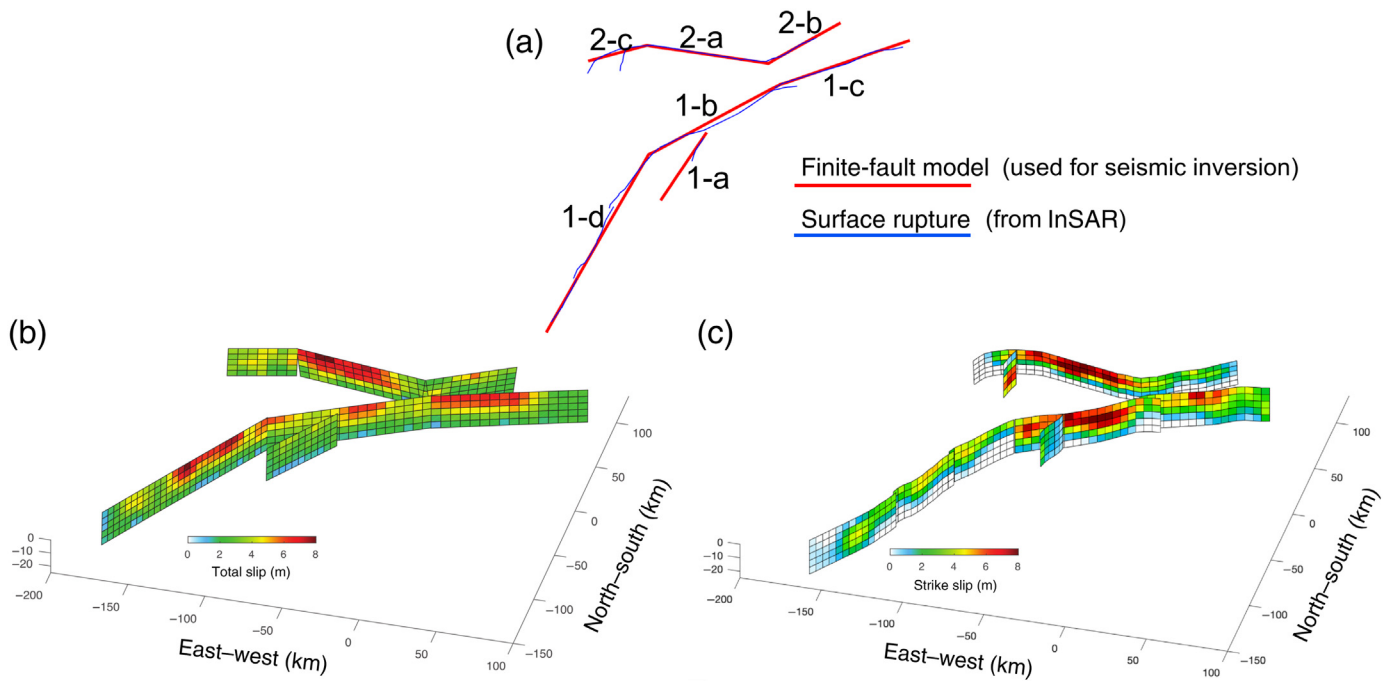 (a)
2-c
2-a
2-b
1-c
1-b
1-a
1-d
Finite-fault model (used for seismic inversion)
Surface rupture (from InSAR)
(b)
0
−10
−20
−200
−150
−100
−50
0
50
100
East–west (km)
−150
−100
−50
0
50
100
North–south (km)
0 2 4 6 8
Total slip (m)
(c)
0
−10
−20
−200
−150
−100
−50
0
50
100
East–west (km)
−150
−100
−50
0
50
100
North–south (km)
0 2 4 6 8
Strike slip (m)